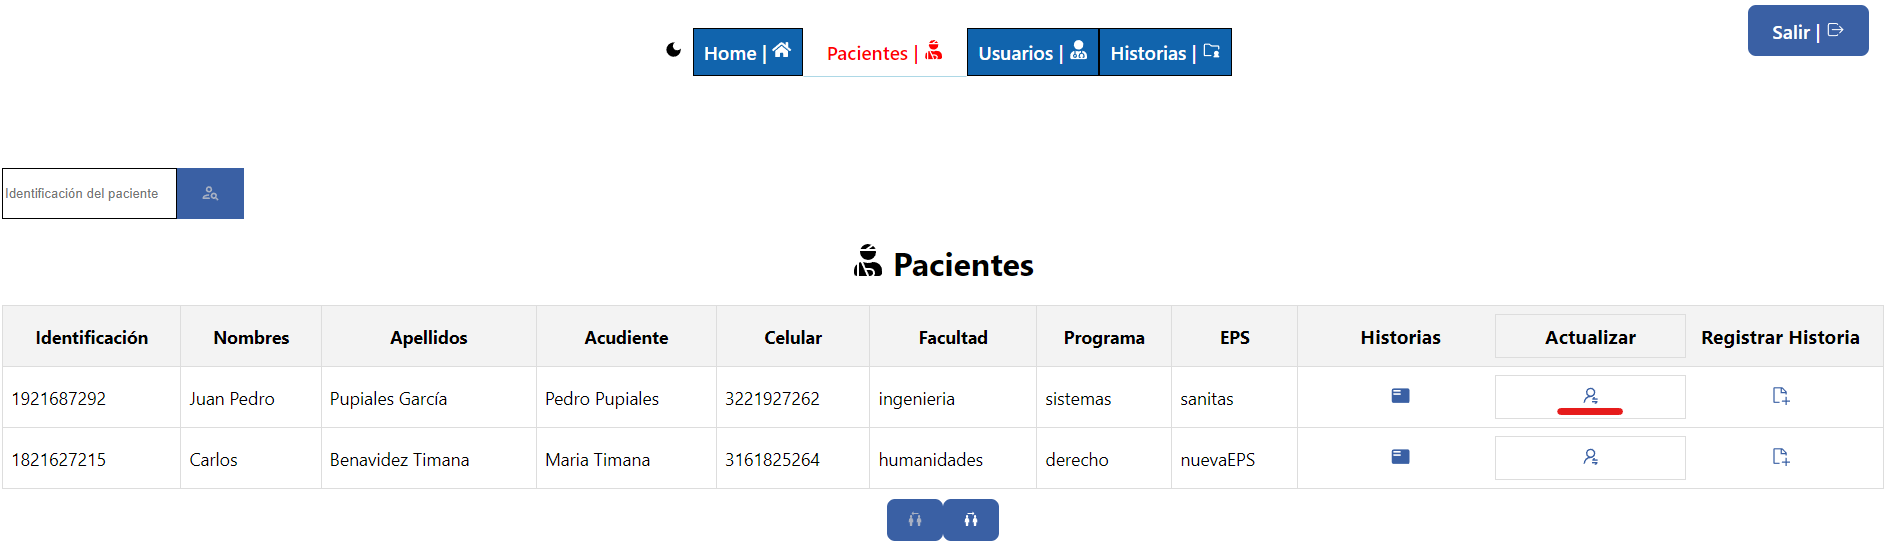 Salir |
Home | Pacientes | Usuarios | Historias |
Identificación del paciente
Pacientes
Identificación Nombres Apellidos Acudiente Celular Facultad Programa EPS Historias Actualizar Registrar Historia
1921687292 Juan Pedro Pupiales García Pedro Pupiales 3221927262 ingenieria sistemas sanitas
1821627215 Carlos Benavidez Timana Maria Timana 3161825264 humanidades derecho nuevaEPS